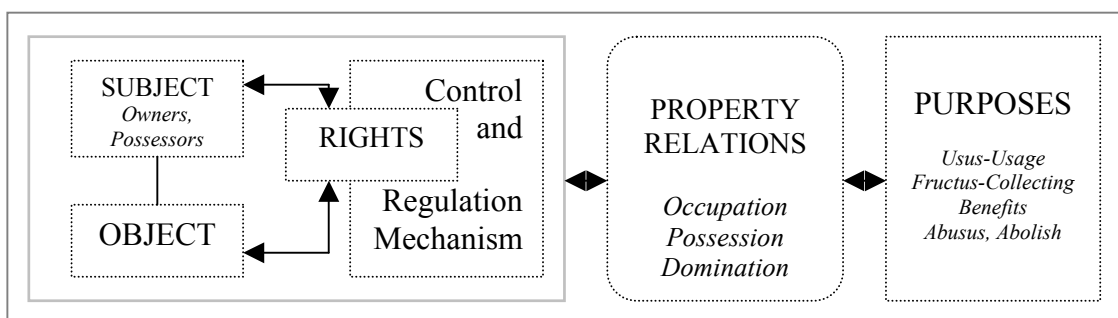 SUBJECT
Owners,
Possessors
OBJECT
RIGHTS
Control
and
Regulation
Mechanism
PROPERTY
RELATIONS
Occupation
Possession
Domination
PURPOSES
Usus-Usage
Fructus-Collecting
Benefits
Abusus, Abolish